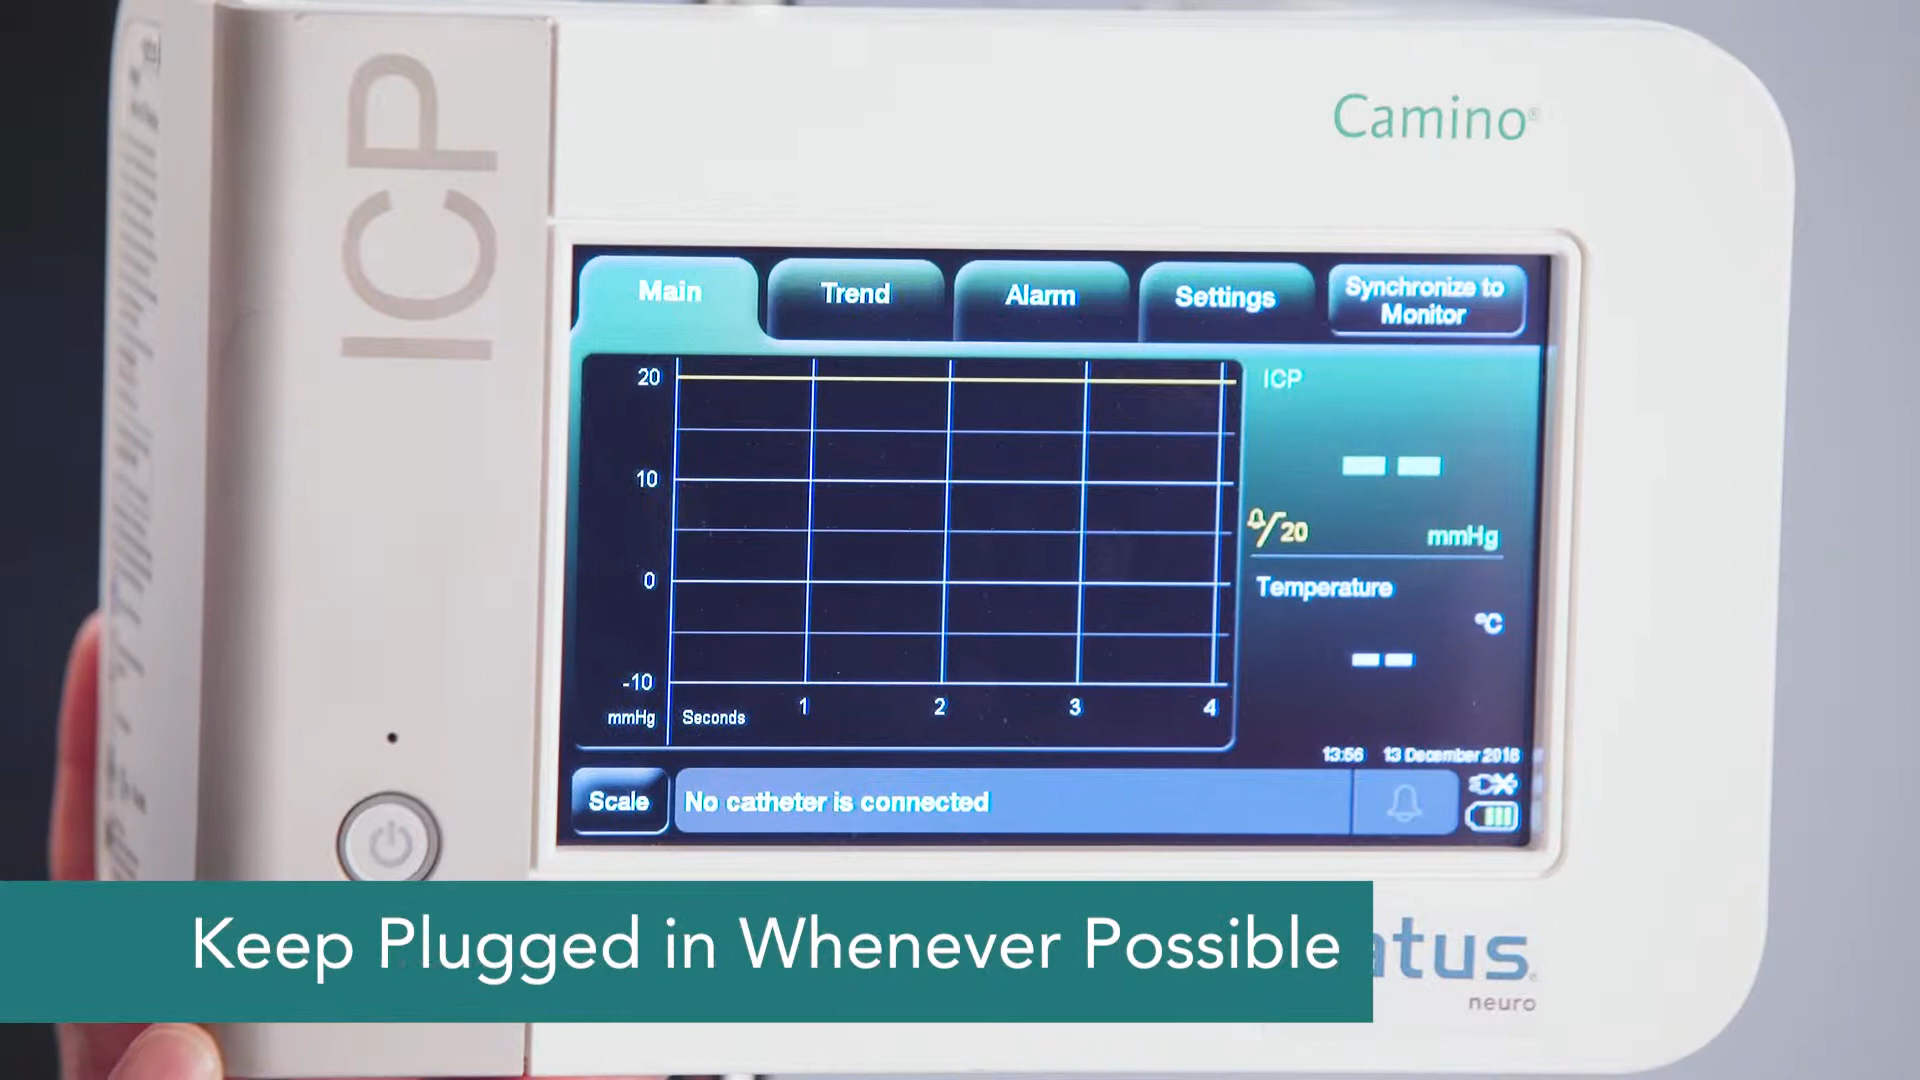 ICP
Camino®
Main
Trend
Alarm
Settings
Synchronize to
Monitor
20
10
0
-10
mmHg
Seconds
1
2
3
4
ICP
20
mmHg
Temperature
°C
13:56 13 December 2016
Scale
No catheter is connected
Keep Plugged in Whenever Possible
atus
neuro